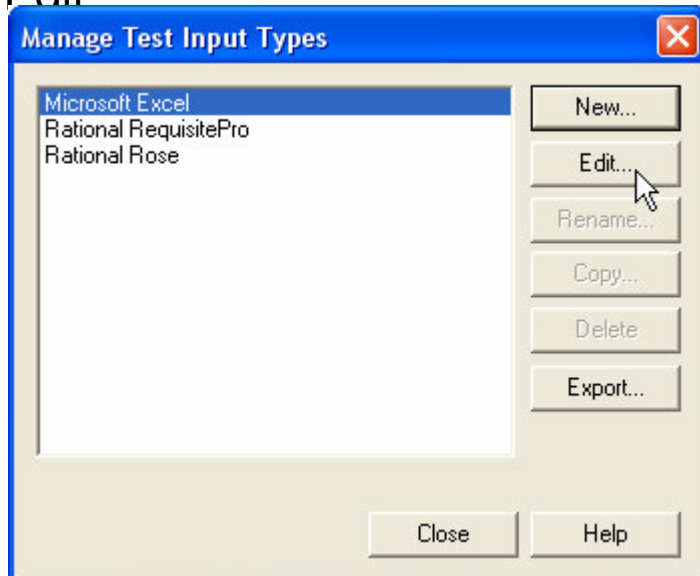 Manage Test Input Types
Microsoft Excel
Rational RequisitePro
Rational Rose
New...
Edit...
Rename...
Copy...
Delete
Export...
Close
Help